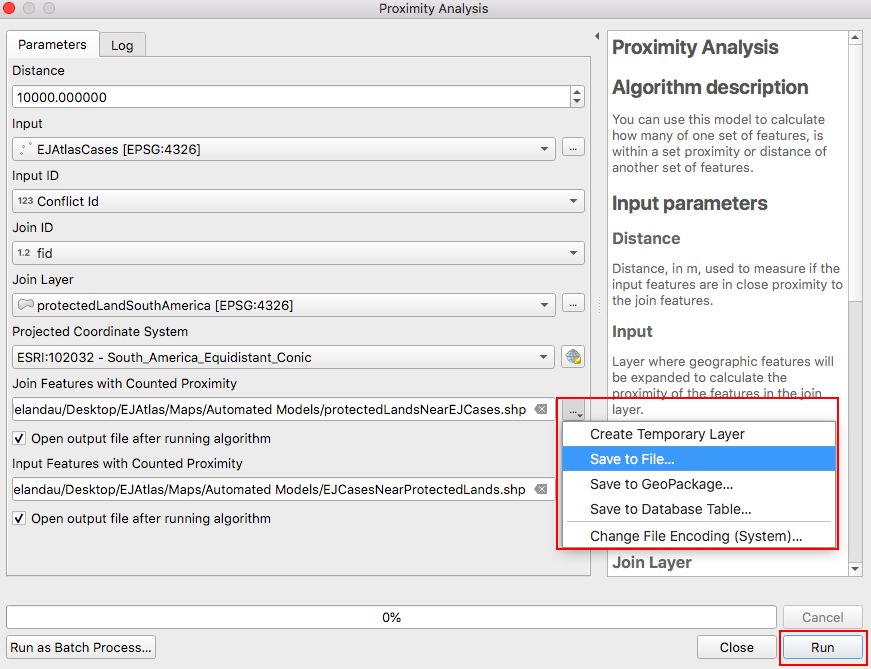 Proximity Analysis
Parameters
Log
Distance
10000.000000
Input
EJAtlasCases [EPSG:4326]
...
Input ID
123 Conflict Id
Join ID
1.2 fid
Join Layer
protectedLandSouthAmerica [EPSG:4326]
...
Projected Coordinate System
ESRI:102032 - South_America_Equidistant_Conic
Join Features with Counted Proximity
elandau/Desktop/EJAtlas/Maps/Automated Models/protectedLandsNearEJCases.shp
...
Open output file after running algorithm
Input Features with Counted Proximity
elandau/Desktop/EJAtlas/Maps/Automated Models/EJCasesNearProtectedLands.shp
Open output file after running algorithm
Create Temporary Layer
Save to File...
Save to GeoPackage...
Save to Database Table...
Change File Encoding (System)...
Proximity Analysis
Algorithm description
You can use this model to calculate
how many of one set of features, is
within a set proximity or distance of
another set of features.
Input parameters
Distance
Distance, in m, used to measure if the
input features are in close proximity to
the join features.
Input
Layer where geographic features will
be expanded to calculate the
proximity of the features in the join
layer.
Join Layer
0%
Cancel
Run as Batch Process...
Close
Run